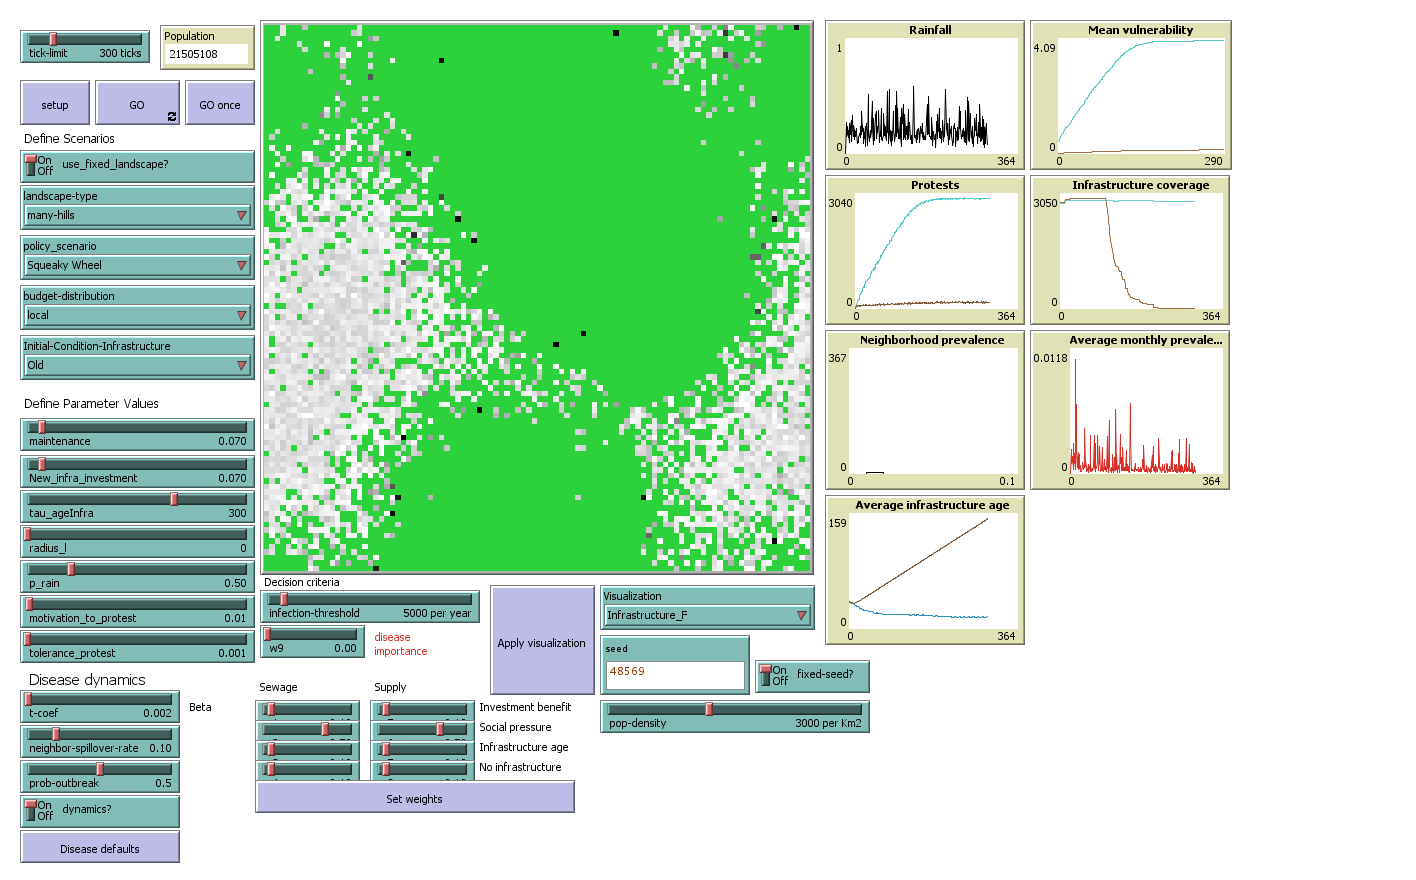 tick-limit 300 ticks
Population
21505108
setup
GO
GO once
Define Scenarios
On
Off
use_fixed_landscape?
landscape-type
many-hills
policy_scenario
Squeaky Wheel
budget-distribution
local
Initial-Condition-Infrastructure
Old
Define Parameter Values
maintenance 0.070
New_infra_investment 0.070
tau_ageInfra 300
radius_l 0
p_rain 0.50
motivation_to_protest 0.01
tolerance_protest 0.001
Disease dynamics
t-coef 0.002
Beta
neighbor-spillover-rate 0.10
prob-outbreak 0.5
On
Off
dynamics?
Disease defaults
Decision criteria
infection-threshold 5000 per year
w9 0.00
disease
importance
Sewage
Supply
Investment benefit
Social pressure
Infrastructure age
No infrastructure
Set weights
Apply visualization
Visualization
Infrastructure_F
seed
48569
On
Off
fixed-seed?
pop-density 3000 per Km2
Rainfall
1
0
0 364
Mean vulnerability
4.09
0
0 290
Protests
3040
0
0 364
Infrastructure coverage
3050
0
0 364
Neighborhood prevalence
367
0
0 0.1
Average monthly prevale...
0.0118
0
0 364
Average infrastructure age
159
0
0 364